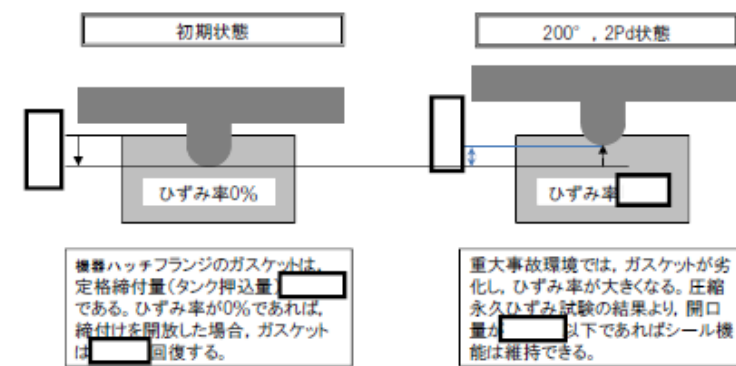 初期状態
200°，2Pd状態
ひずみ率0%
ひずみ率
機器ハッチフランジのガスケットは，
定格締付量(タンク押込量)
である。ひずみ率が0%であれば，
締付けを開放した場合，ガスケット
は 回復する。
重大事故環境では，ガスケットが劣
化し，ひずみ率が大きくなる。圧縮
永久ひずみ試験の結果より，開口
量が 以下であればシール機
能は維持できる。